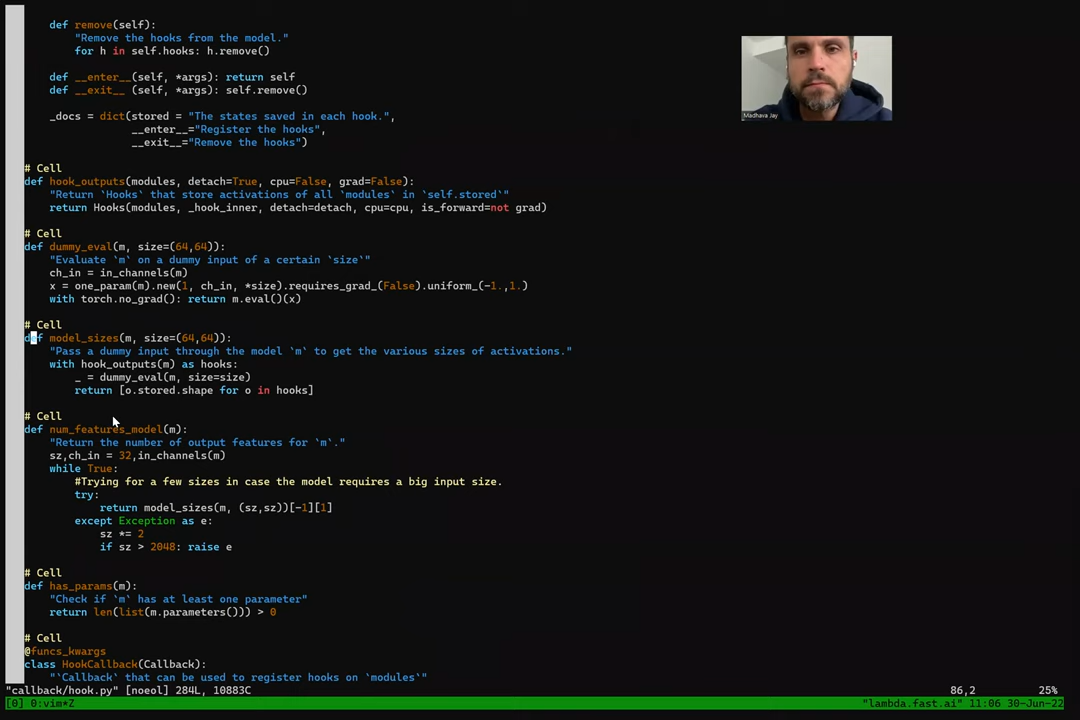 def remove(self):
        "Remove the hooks from the model."
        for h in self.hooks: h.remove()

    def __enter__(self, *args): return self
    def __exit__ (self, *args): self.remove()

    _docs = dict(stored = "The states saved in each hook.",
                 __enter__="Register the hooks",
                 __exit__="Remove the hooks")

# Cell
def hook_outputs(modules, detach=True, cpu=False, grad=False):
    "Return `Hooks` that store activations of all `modules` in `self.stored`"
    return Hooks(modules, _hook_inner, detach=detach, cpu=cpu, is_forward=not grad)

# Cell
def dummy_eval(m, size=(64,64)):
    "Evaluate `m` on a dummy input of a certain `size`"
    ch_in = in_channels(m)
    x = one_param(m).new(1, ch_in, *size).requires_grad_(False).uniform_(-1.,1.)
    with torch.no_grad(): return m.eval()(x)

# Cell
def model_sizes(m, size=(64,64)):
    "Pass a dummy input through the model `m` to get the various sizes of activations."
    with hook_outputs(m) as hooks:
        _ = dummy_eval(m, size=size)
        return [o.stored.shape for o in hooks]

# Cell
def num_features_model(m):
    "Return the number of output features for `m`."
    sz,ch_in = 32,in_channels(m)
    while True:
        #Trying for a few sizes in case the model requires a big input size.
        try:
            return model_sizes(m, (sz,sz))[-1][1]
        except Exception as e:
            sz *= 2
            if sz > 2048: raise e

# Cell
def has_params(m):
    "Check if `m` has at least one parameter"
    return len(list(m.parameters())) > 0

# Cell
@funcs_kwargs
class HookCallback(Callback):
    "`Callback` that can be used to register hooks on `modules`"
"callback/hook.py" [noeol] 284L, 10883C 86,2 25%
[0] 0:vim*Z "lambda.fast.ai" 11:06 30-Jun-22
Madhava Jay